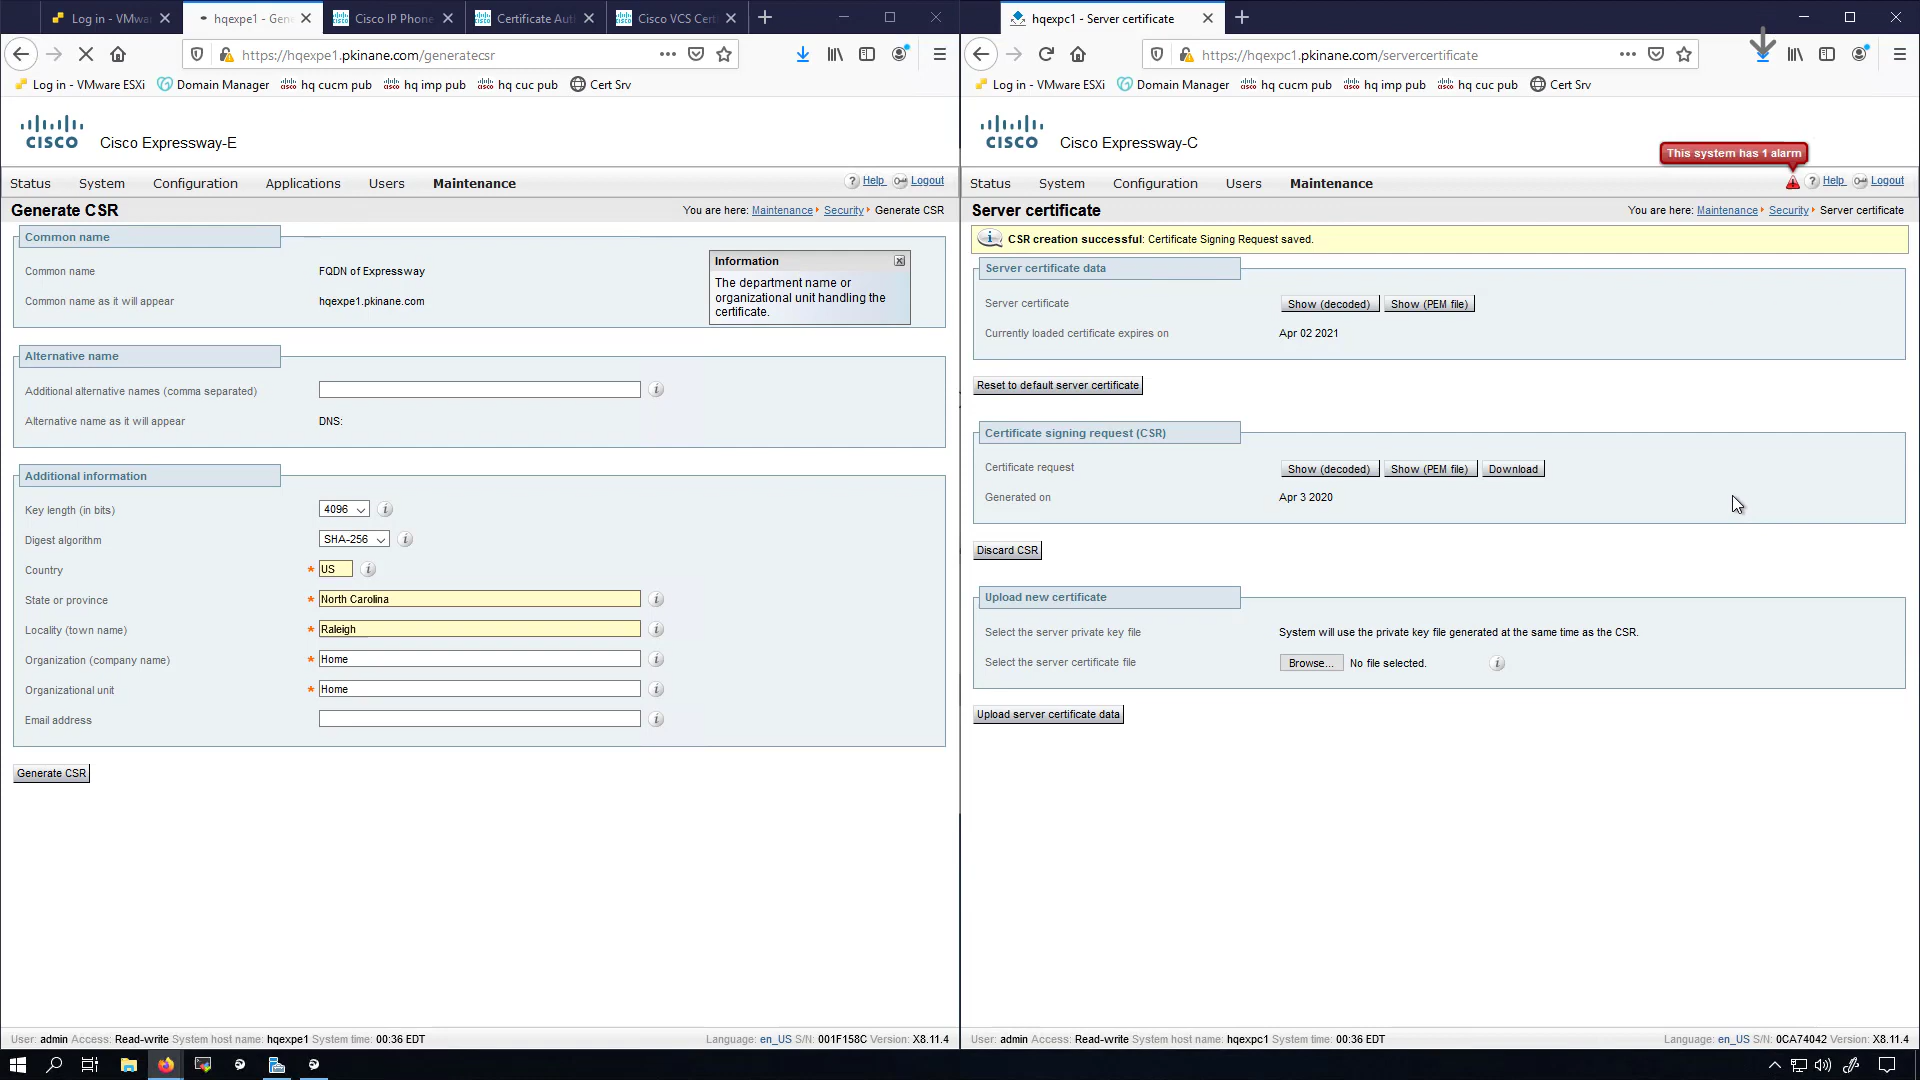 Log in - VMwa
hqexpe1 - Gen
Cisco IP Phone
Certificate Aut
Cisco VCS Cert
https://hqexpe1.pkinane.com/generatecsr
Log in - VMware ESXi
Domain Manager
hq cucm pub
hq imp pub
hq cuc pub
Cert Srv
CISCO
Cisco Expressway-E
Status
System
Configuration
Applications
Users
Maintenance
Help
Logout
Generate CSR
You are here: Maintenance Security Generate CSR
Common name
Common name
FQDN of Expressway
Common name as it will appear
hqexpe1.pkinane.com
Information
The department name or
organizational unit handling the
certificate.
Alternative name
Additional alternative names (comma separated)
Alternative name as it will appear
DNS:
Additional information
Key length (in bits)
4096
Digest algorithm
SHA-256
Country
* US
State or province
* North Carolina
Locality (town name)
* Raleigh
Organization (company name)
* Home
Organizational unit
* Home
Email address
Generate CSR
User: admin Access: Read-write System host name: hqexpe1 System time: 00:36 EDT
Language: en_US S/N: 001F158C Version: X8.11.4
hqexpc1 - Server certificate
https://hqexpc1.pkinane.com/servercertificate
Log in - VMware ESXi
Domain Manager
hq cucm pub
hq imp pub
hq cuc pub
Cert Srv
CISCO
Cisco Expressway-C
This system has 1 alarm
Status
System
Configuration
Users
Maintenance
Help
Logout
Server certificate
You are here: Maintenance Security Server certificate
CSR creation successful: Certificate Signing Request saved.
Server certificate data
Server certificate
Show (decoded)
Show (PEM file)
Currently loaded certificate expires on
Apr 02 2021
Reset to default server certificate
Certificate signing request (CSR)
Certificate request
Show (decoded)
Show (PEM file)
Download
Generated on
Apr 3 2020
Discard CSR
Upload new certificate
Select the server private key file
System will use the private key file generated at the same time as the CSR.
Select the server certificate file
Browse...
No file selected.
Upload server certificate data
User: admin Access: Read-write System host name: hqexpc1 System time: 00:36 EDT
Language: en_US S/N: 0CA74042 Version: X8.11.4